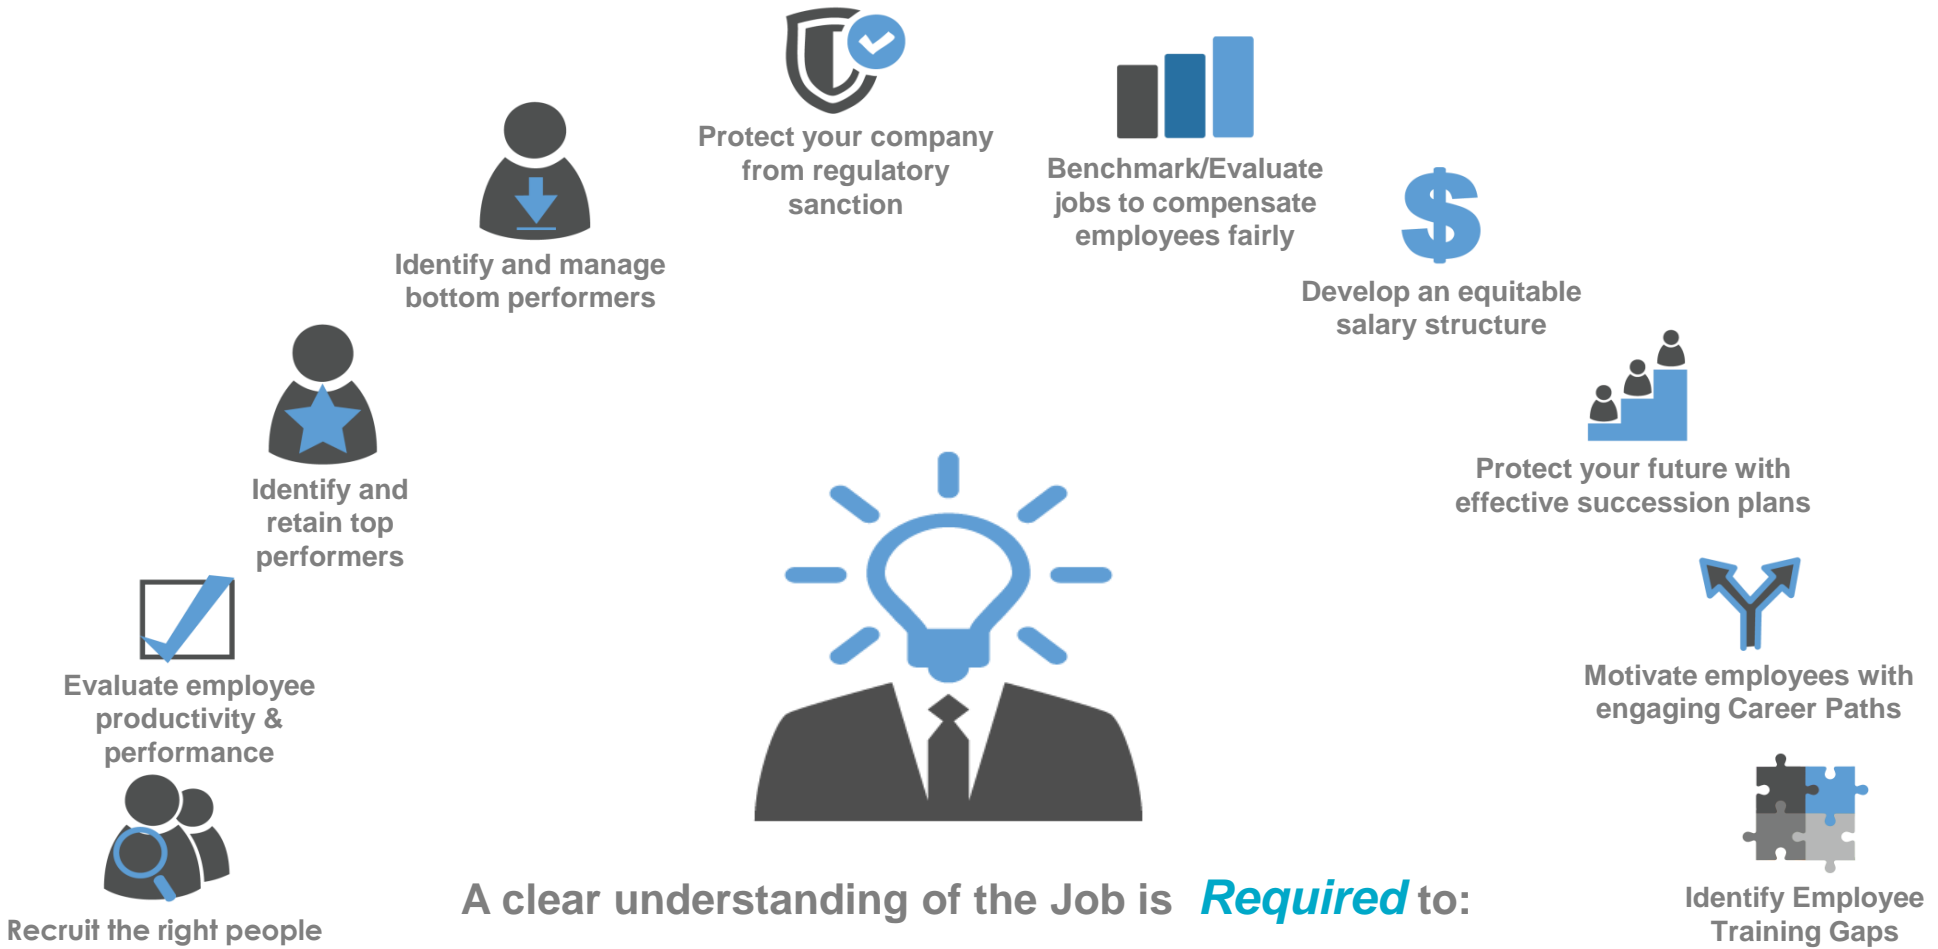 Protect your company
from regulatory
sanction
Benchmark/Evaluate
jobs to compensate
employees fairly
Identify and manage
bottom performers
Develop an equitable
salary structure
Identify and
retain top
performers
Protect your future with
effective succession plans
Evaluate employee
productivity &
performance
Motivate employees with
engaging Career Paths
Recruit the right people
A clear understanding of the Job is Required to:
Identify Employee
Training Gaps